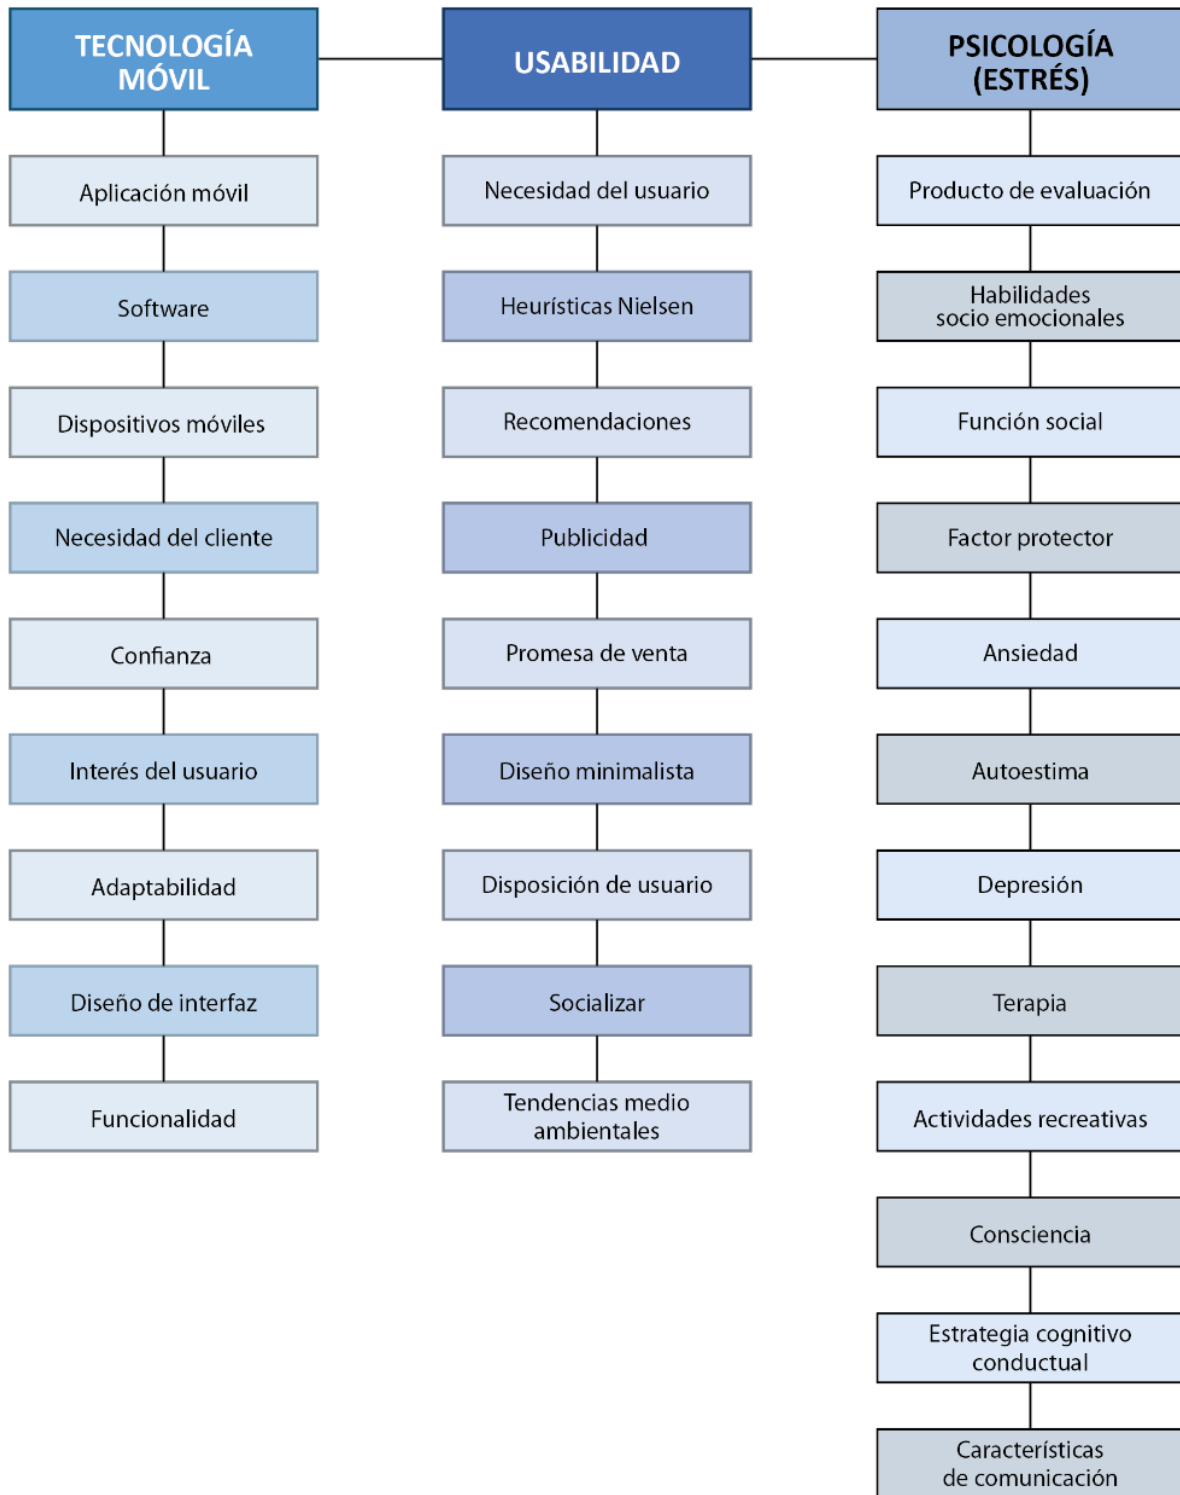 TECNOLOGÍA
MÓVIL
Aplicación móvil
Software
Dispositivos móviles
Necesidad del cliente
Confianza
Interés del usuario
Adaptabilidad
Diseño de interfaz
Funcionalidad
USABILIDAD
Necesidad del usuario
Heurísticas Nielsen
Recomendaciones
Publicidad
Promesa de venta
Diseño minimalista
Disposición de usuario
Socializar
Tendencias medio
ambientales
PSICOLOGÍA
(ESTRÉS)
Producto de evaluación
Habilidades
socio emocionales
Función social
Factor protector
Ansiedad
Autoestima
Depresión
Terapia
Actividades recreativas
Consciencia
Estrategia cognitivo
conductual
Características
de comunicación